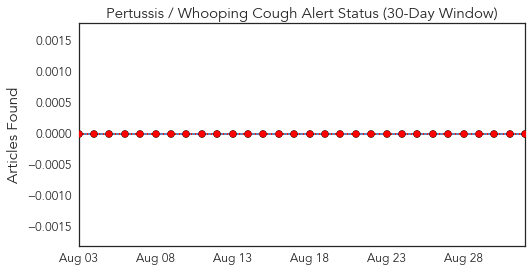 Pertussis / Whooping Cough Alert Status (30-Day Window)
Articles Found
0.0015
0.0010
0.0005
0.0000
−0.0005
−0.0010
−0.0015
Aug 03 Aug 08 Aug 13 Aug 18 Aug 23 Aug 28